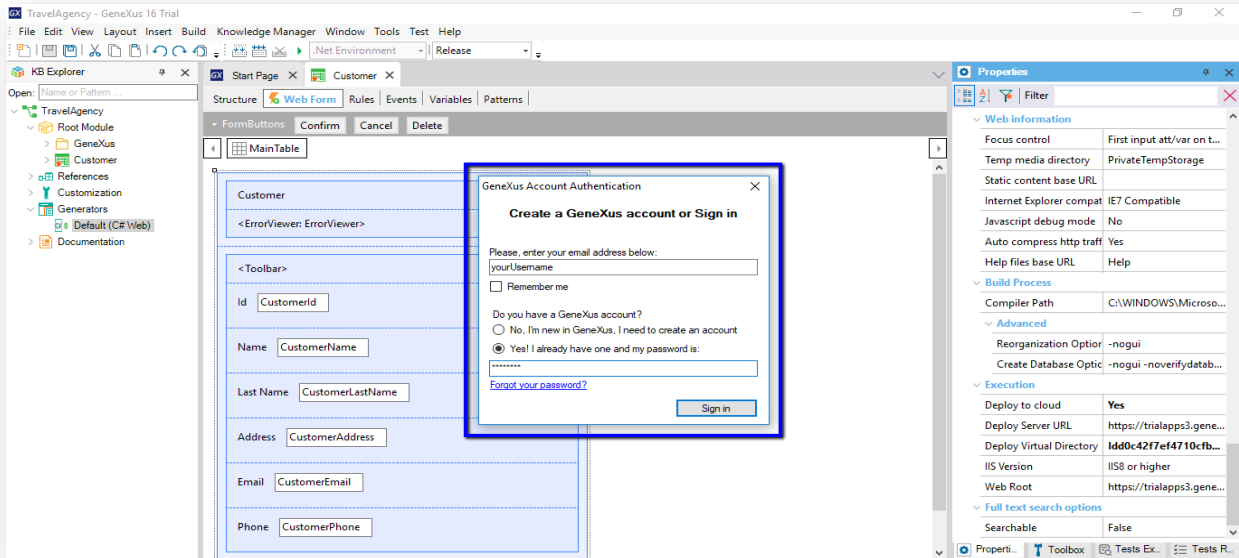 GX TravelAgency - GeneXus 16 Trial
File Edit View Layout Insert Build Knowledge Manager Window Tools Test Help
.Net Environment Release
KB Explorer
Open: Name or Pattern ...
TravelAgency
Root Module
GeneXus
Customer
References
Customization
Generators
Default (C# Web)
Documentation
GX Start Page Customer
Structure Web Form Rules Events Variables Patterns
FormButtons Confirm Cancel Delete
MainTable
Customer
<ErrorViewer: ErrorViewer>
<Toolbar>
Id CustomerId
Name CustomerName
Last Name CustomerLastName
Address CustomerAddress
Email CustomerEmail
Phone CustomerPhone
GeneXus Account Authentication
Create a GeneXus account or Sign in
Please, enter your email address below:
yourUsername
Remember me
Do you have a GeneXus account?
No, I'm new in GeneXus, I need to create an account
Yes! I already have one and my password is:
********
Forgot your password?
Sign in
Properties
Filter
Web information
Focus control First input att/var on t...
Temp media directory PrivateTempStorage
Static content base URL
Internet Explorer compat IE7 Compatible
Javascript debug mode No
Auto compress http traff Yes
Help files base URL Help
Build Process
Compiler Path C:\WINDOWS\Microso...
Advanced
Reorganization Option -nogui
Create Database Optic -nogui -noverifydatab...
Execution
Deploy to cloud Yes
Deploy Server URL https://trialapps3.gene...
Deploy Virtual Directory Idd0c42f7ef4710cfb...
IIS Version IIS8 or higher
Web Root https://trialapps3.gene...
Full text search options
Searchable False
Properti... Toolbox Tests Ex... Tests R...